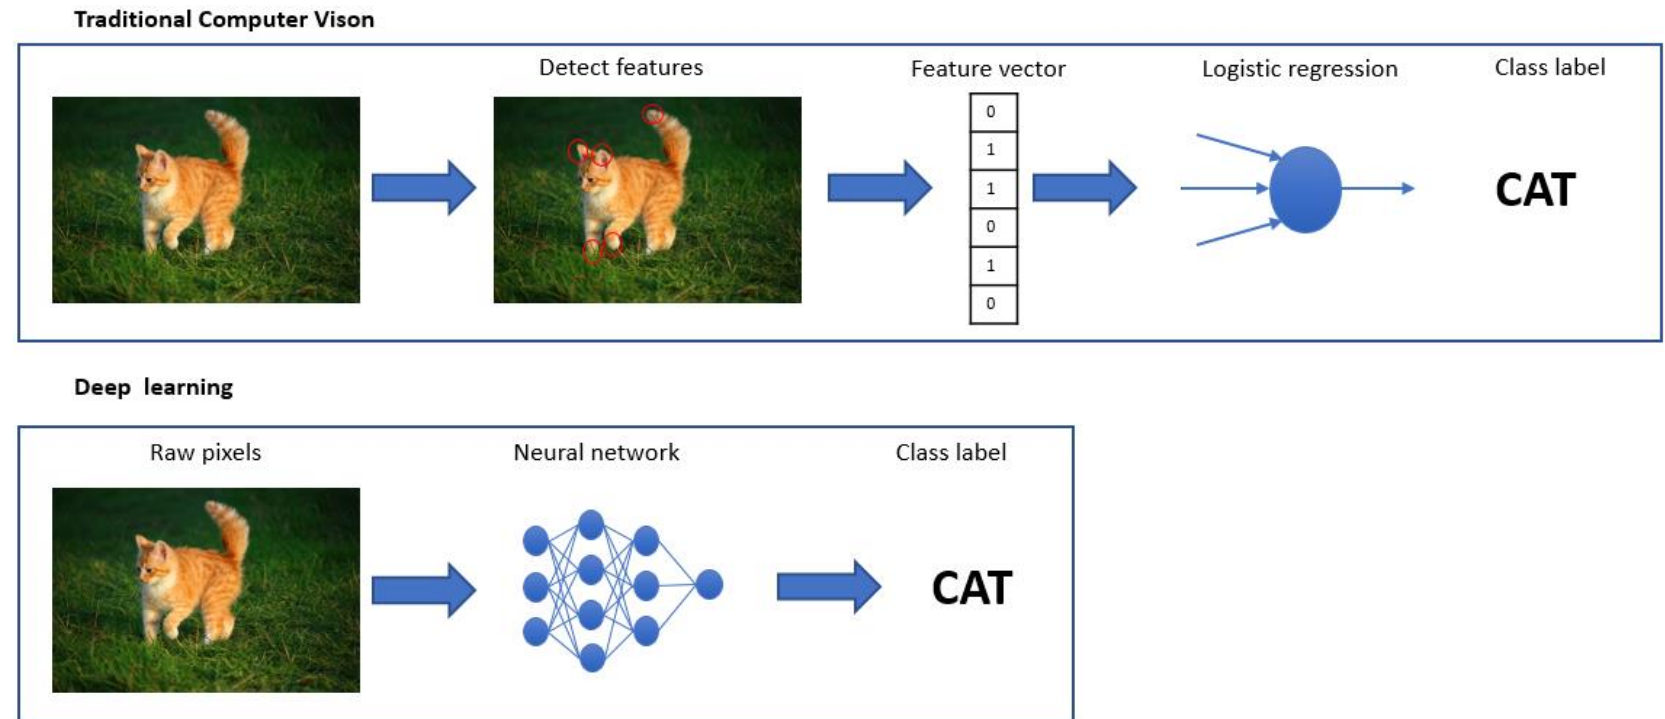 Traditional Computer Vison
Detect features
Feature vector
Logistic regression
Class label
0
1
1
0
1
0
CAT
Deep learning
Raw pixels
Neural network
Class label
CAT